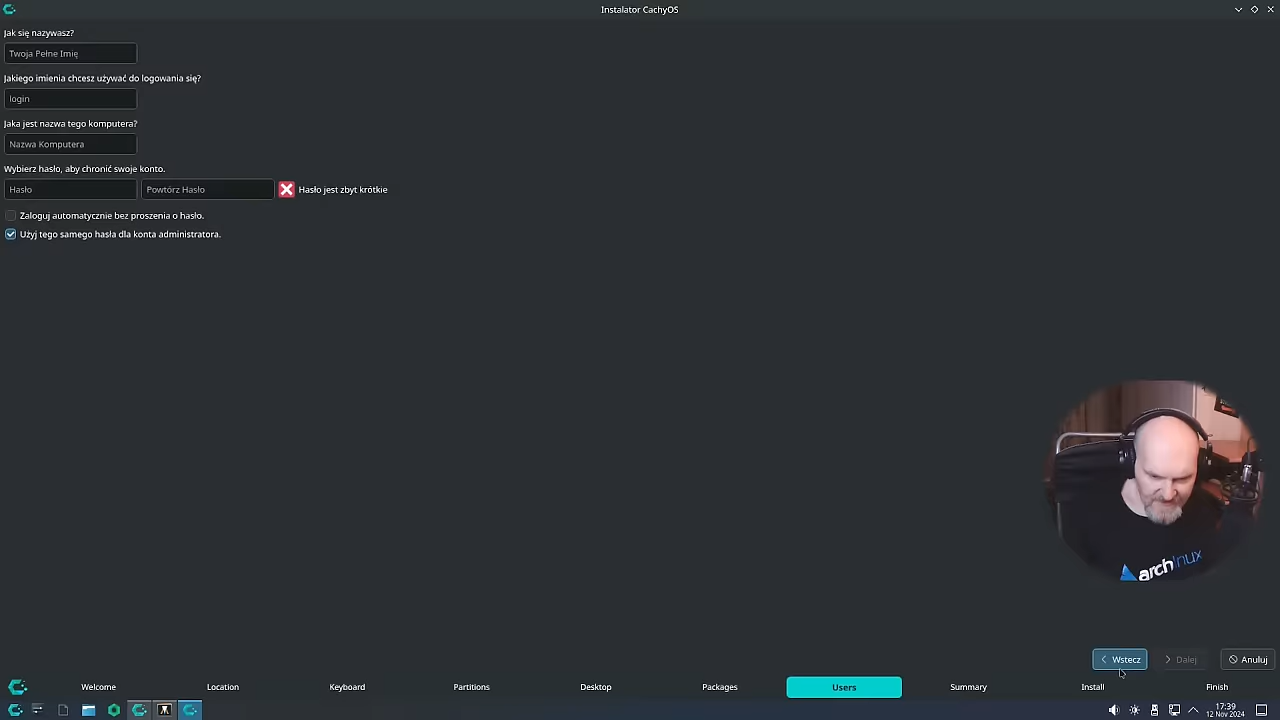 Instalator CachyOS
Jak się nazywasz?
Twoja Pełne Imię
Jakiego imienia chcesz używać do logowania się?
login
Jaka jest nazwa tego komputera?
Nazwa Komputera
Wybierz hasło, aby chronić swoje konto.
Hasło Powtórz Hasło Hasło jest zbyt krótkie
Zaloguj automatycznie bez proszenia o hasło.
Użyj tego samego hasła dla konta administratora.
archlinux
Wstecz Dalej Anuluj
Welcome Location Keyboard Partitions Desktop Packages Users Summary Install Finish
17:39
12 Nov 2024